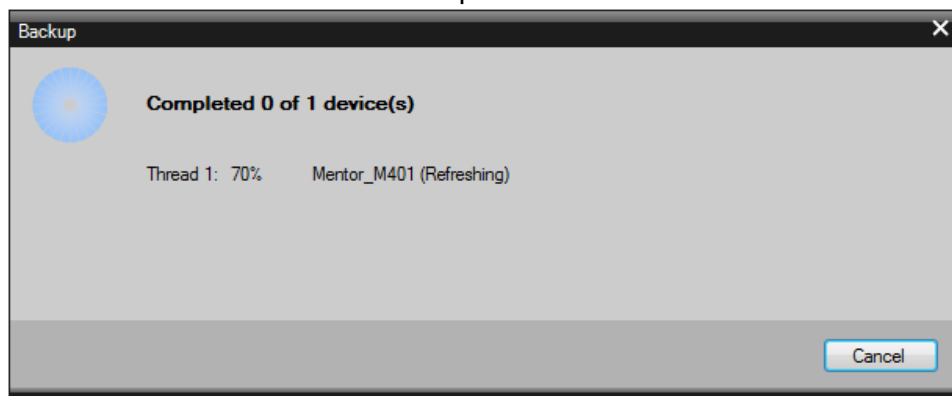 Backup
Completed 0 of 1 device(s)
Thread 1: 70% Mentor_M401 (Refreshing)
Cancel